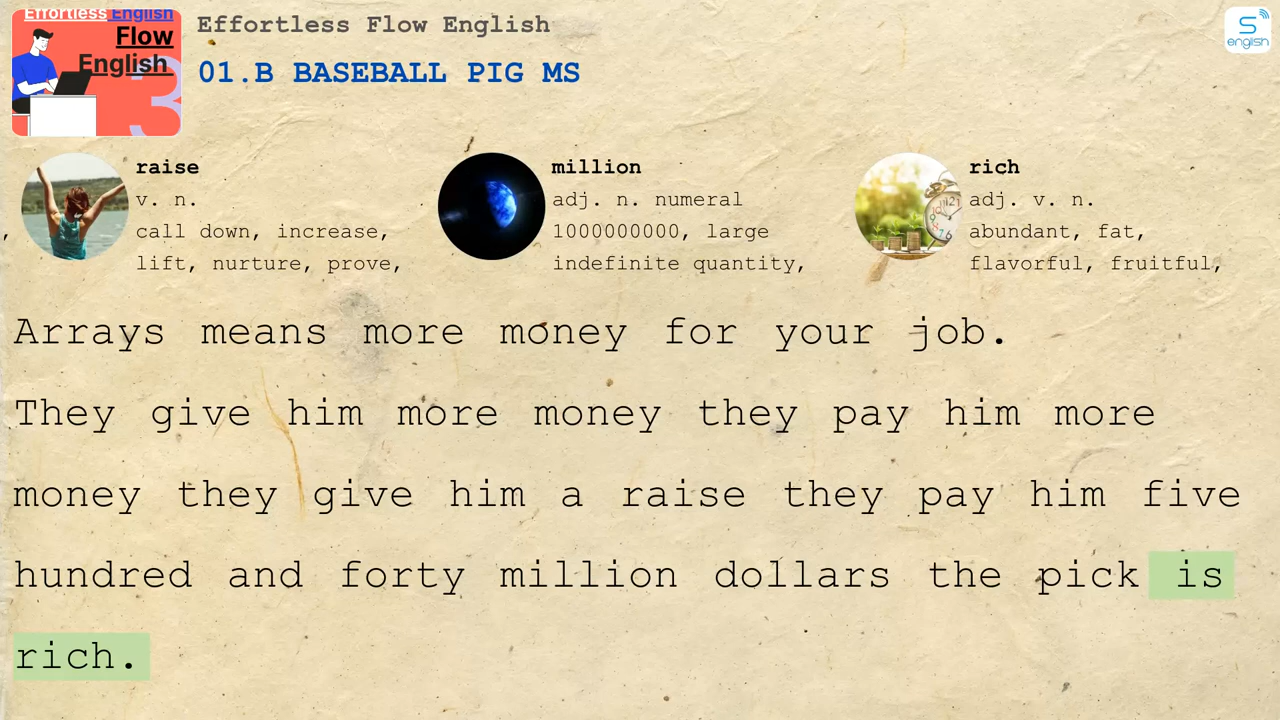 Effortless English
Flow
English
3
Effortless Flow English
01.B BASEBALL PIG MS
S
english
raise
v. n.
call down, increase,
lift, nurture, prove,
million
adj. n. numeral
1000000000, large
indefinite quantity,
rich
adj. v. n.
abundant, fat,
flavorful, fruitful,
Arrays means more money for your job.
They give him more money they pay him more
money they give him a raise they pay him five
hundred and forty million dollars the pick is
rich.